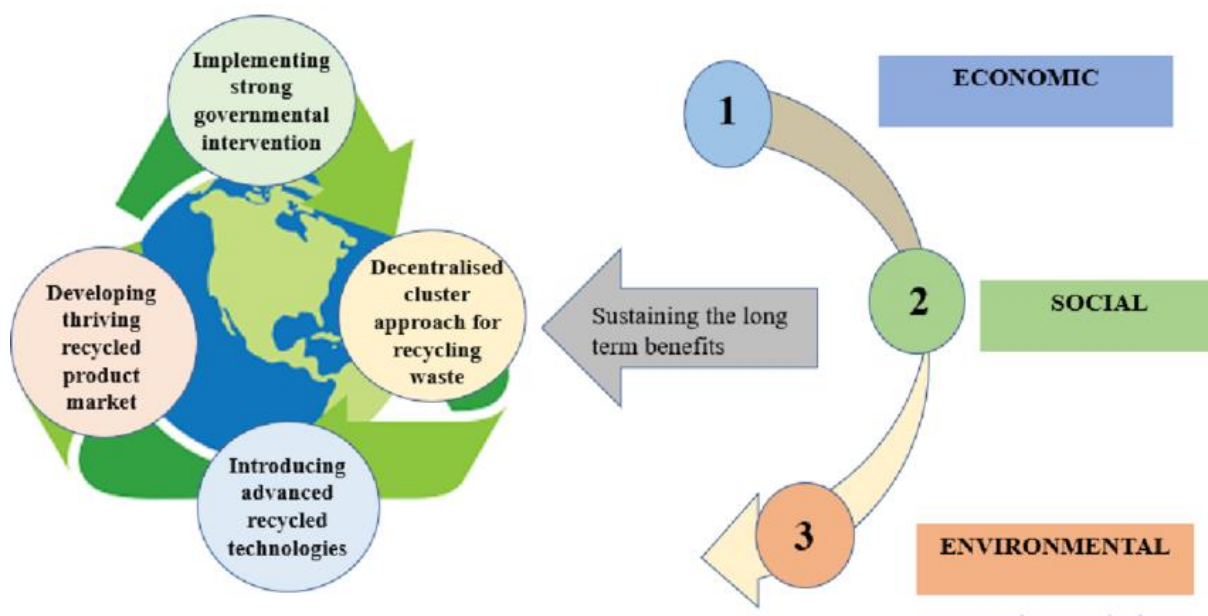 Implementing
strong
governmental
intervention
Decentralised
cluster
approach for
recycling
waste
Introducing
advanced
recycled
technologies
Developing
thriving
recycled
product
market
Sustaining the long
term benefits
1
ECONOMIC
2
SOCIAL
3
ENVIRONMENTAL